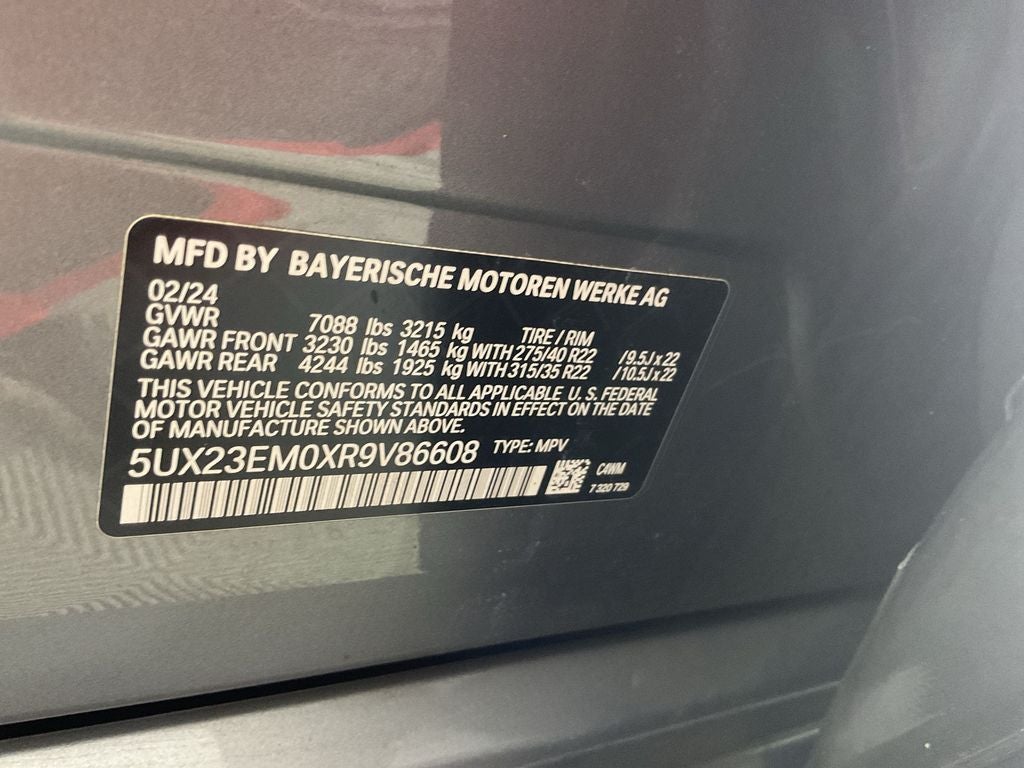 MFD BY BAYERISCHE MOTOREN WERKE AG
02/24
GVWR 7088 lbs 3215 kg TIRE / RIM
GAWR FRONT 3230 lbs 1465 kg WITH 275/40 R22 / 9.5J x 22
GAWR REAR 4244 lbs 1925 kg WITH 315/35 R22 / 10.5J x 22
THIS VEHICLE CONFORMS TO ALL APPLICABLE U.S. FEDERAL
MOTOR VEHICLE SAFETY STANDARDS IN EFFECT ON THE DATE
OF MANUFACTURE SHOWN ABOVE.
5UX23EM0XR9V86608 TYPE: MPV
C4WM
7 320 729